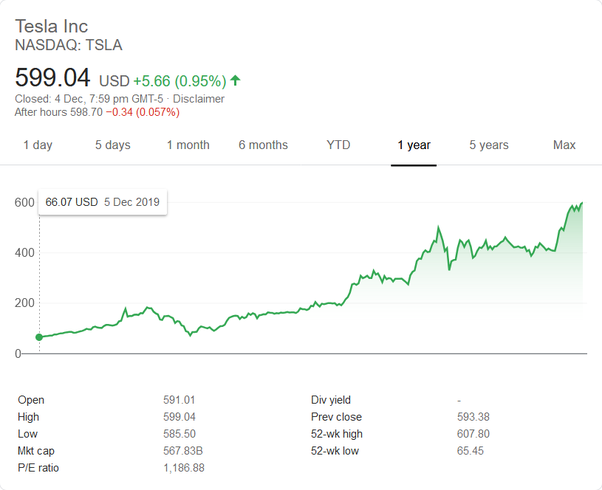 Tesla Inc
NASDAQ: TSLA
599.04 USD +5.66 (0.95%) ↑
Closed: 4 Dec, 7:59 pm GMT-5 · Disclaimer
After hours 598.70 −0.34 (0.057%)
1 day 5 days 1 month 6 months YTD 1 year 5 years Max
66.07 USD 5 Dec 2019
600
400
200
0
Open 591.01 Div yield -
High 599.04 Prev close 593.38
Low 585.50 52-wk high 607.80
Mkt cap 567.83B 52-wk low 65.45
P/E ratio 1,186.88